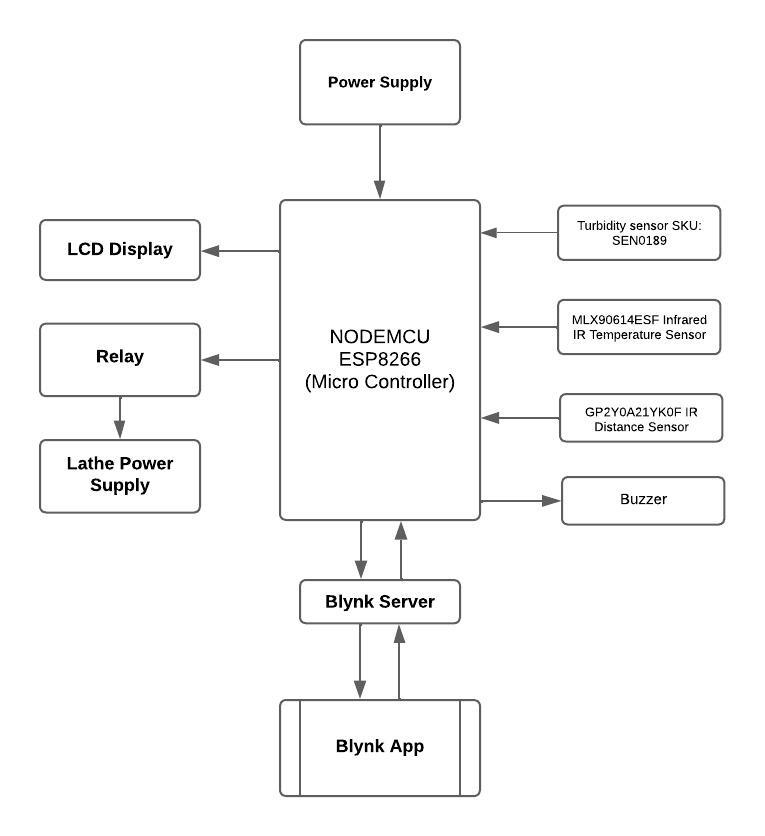 Power Supply
LCD Display
Relay
Lathe Power
Supply
NODEMCU
ESP8266
(Micro Controller)
Turbidity sensor SKU:
SEN0189
MLX90614ESF Infrared
IR Temperature Sensor
GP2Y0A21YK0F IR
Distance Sensor
Buzzer
Blynk Server
Blynk App